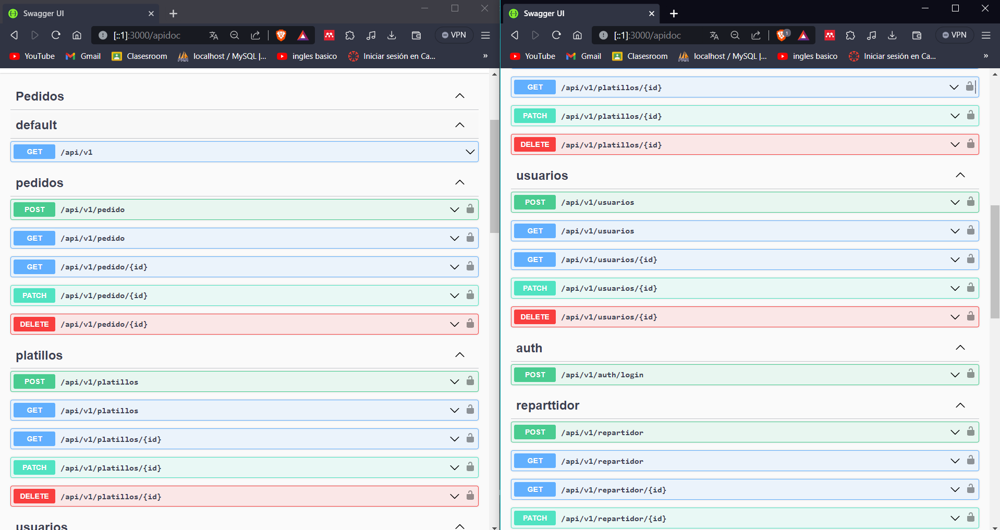 Swagger UI
[::1]:3000/apidoc
VPN
YouTube Gmail Clasesroom localhost / MySQL |... ingles basico Iniciar sesión en Ca... »
Pedidos
default
GET /api/v1
pedidos
POST /api/v1/pedido
GET /api/v1/pedido
GET /api/v1/pedido/{id}
PATCH /api/v1/pedido/{id}
DELETE /api/v1/pedido/{id}
platillos
POST /api/v1/platillos
GET /api/v1/platillos
GET /api/v1/platillos/{id}
PATCH /api/v1/platillos/{id}
DELETE /api/v1/platillos/{id}
usuarios
Swagger UI
[::1]:3000/apidoc
1
VPN
YouTube Gmail Clasesroom localhost / MySQL |... ingles basico Iniciar sesión en Ca... »
GET /api/v1/platillos/{id}
PATCH /api/v1/platillos/{id}
DELETE /api/v1/platillos/{id}
usuarios
POST /api/v1/usuarios
GET /api/v1/usuarios
GET /api/v1/usuarios/{id}
PATCH /api/v1/usuarios/{id}
DELETE /api/v1/usuarios/{id}
auth
POST /api/v1/auth/login
reparttidor
POST /api/v1/repartidor
GET /api/v1/repartidor
GET /api/v1/repartidor/{id}
PATCH /api/v1/repartidor/{id}